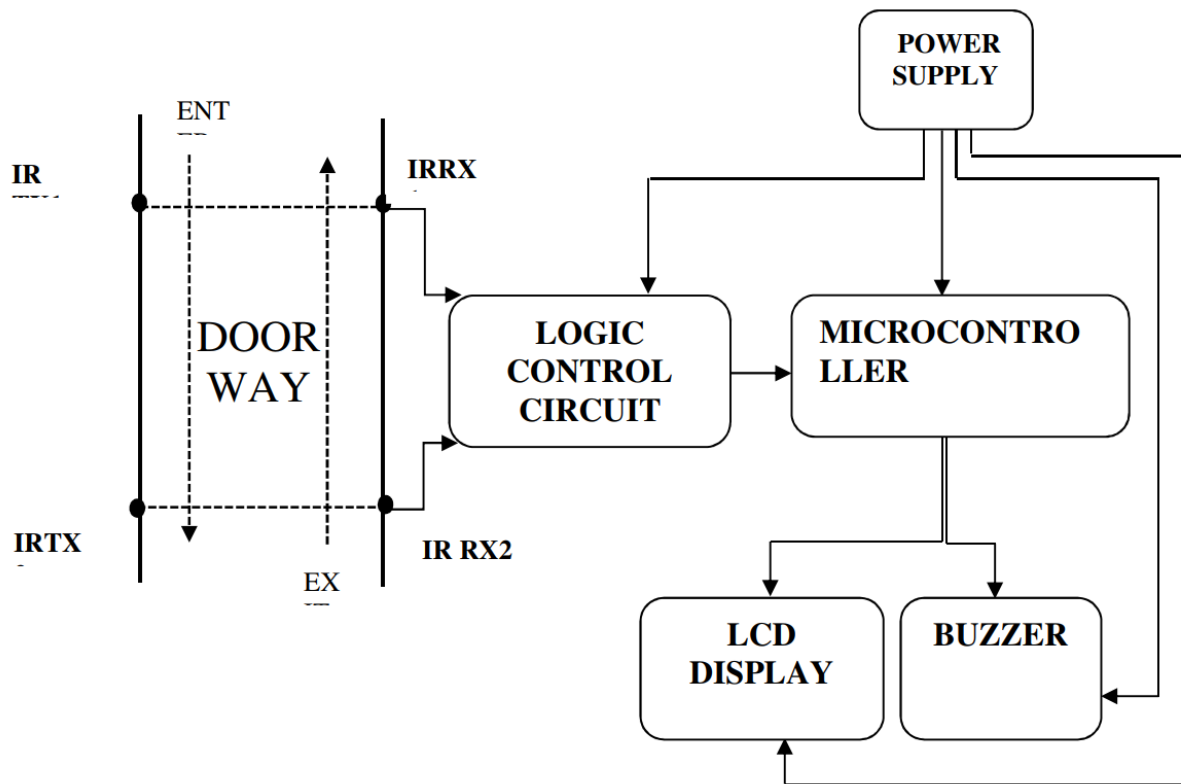 POWER
SUPPLY
ENT
IR
IRRX
DOOR
WAY
LOGIC
CONTROL
CIRCUIT
MICROCONTRO
LLER
IRTX
IR RX2
EX
LCD
DISPLAY
BUZZER